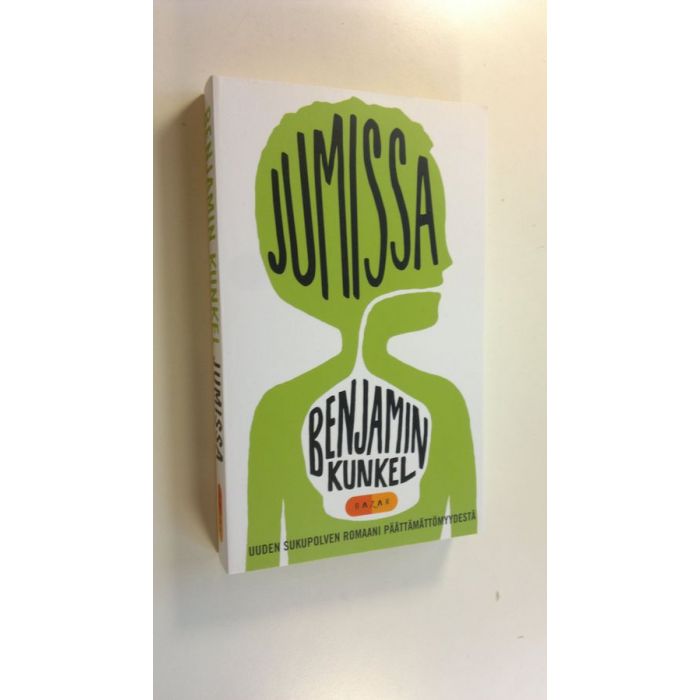 JUMISSA
BENJAMIN
KUNKEL
BAZAR
UUDEN SUKUPOLVEN ROMAANI PÄÄTTÄMÄTTÖMYYDESTÄ
BENJAMIN KUNKEL JUMISSA